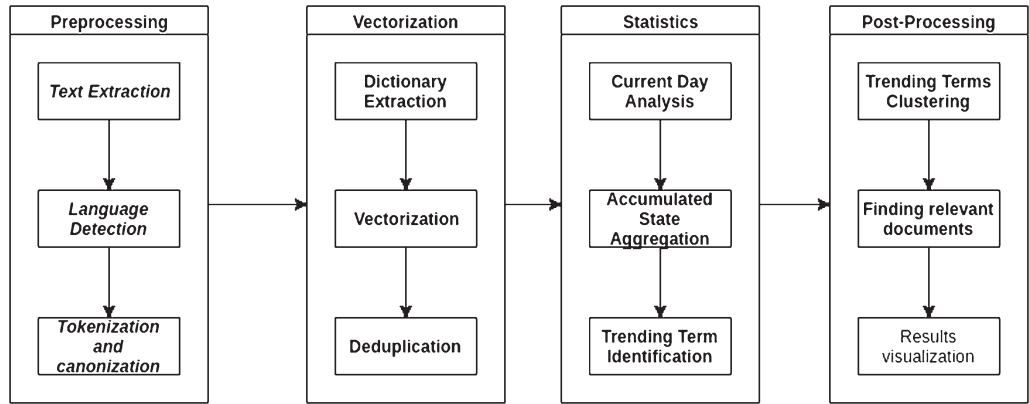 Preprocessing
Text Extraction
Language
Detection
Tokenization
and
canonization
Vectorization
Dictionary
Extraction
Vectorization
Deduplication
Statistics
Current Day
Analysis
Accumulated
State
Aggregation
Trending Term
Identification
Post-Processing
Trending Terms
Clustering
Finding relevant
documents
Results
visualization